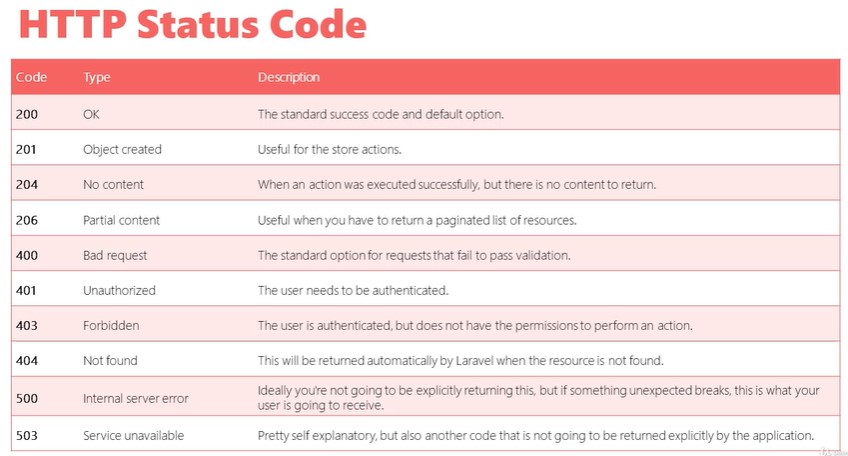 HTTP Status Code
Code Type Description
200 OK The standard success code and default option.
201 Object created Useful for the store actions.
204 No content When an action was executed successfully, but there is no content to return.
206 Partial content Useful when you have to return a paginated list of resources.
400 Bad request The standard option for requests that fail to pass validation.
401 Unauthorized The user needs to be authenticated.
403 Forbidden The user is authenticated, but does not have the permissions to perform an action.
404 Not found This will be returned automatically by Laravel when the resource is not found.
500 Internal server error Ideally you're not going to be explicitly returning this, but if something unexpected breaks, this is what your
user is going to receive.
503 Service unavailable Pretty self explanatory, but also another code that is not going to be returned explicitly by the application.